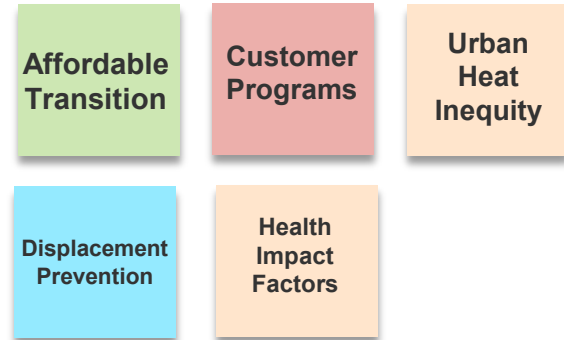 Affordable
Transition
Customer
Programs
Urban
Heat
Inequity
Displacement
Prevention
Health
Impact
Factors